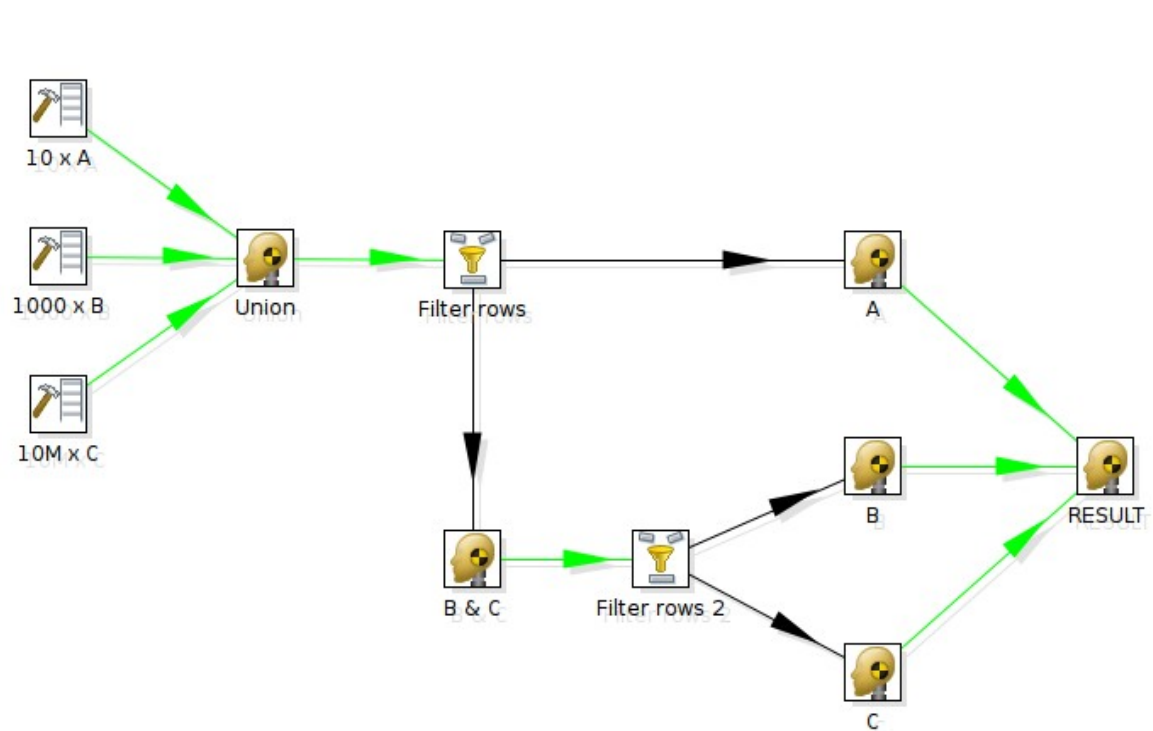 10 x A
1000 x B
Union
Filter rows
A
10M x C
B
RESULT
B & C
Filter rows 2
C